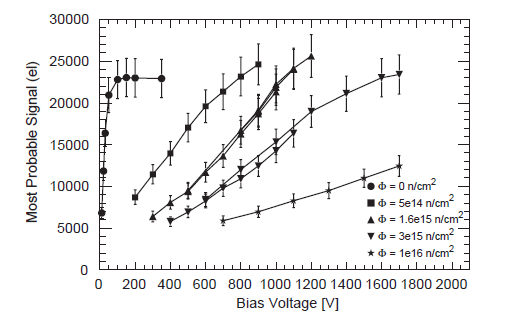 30000
25000
20000
15000
10000
5000
0
Most Probable Signal (el)
Φ = 0 n/cm²
Φ = 5e14 n/cm²
Φ = 1.6e15 n/cm²
Φ = 3e15 n/cm²
Φ = 1e16 n/cm²
0 200 400 600 800 1000 1200 1400 1600 1800 2000
Bias Voltage [V]